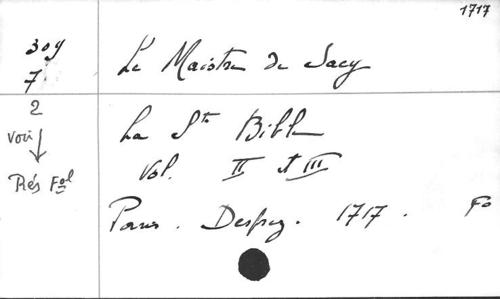 1717
309
7
Le Maistre de Sacy
2
voir
Rés Fol
La Ste Bible
Vol. II et III
Paris. Desprez. 1717. Fo